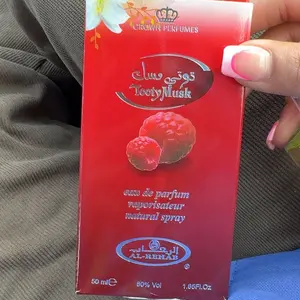 CROWN PERFUMES
توتي مسك
Tooty Musk
eau de parfum
vaporisateur
natural spray
الرحاب
AL-REHAB
50 ml e 80% Vol 1,65Fl.Oz